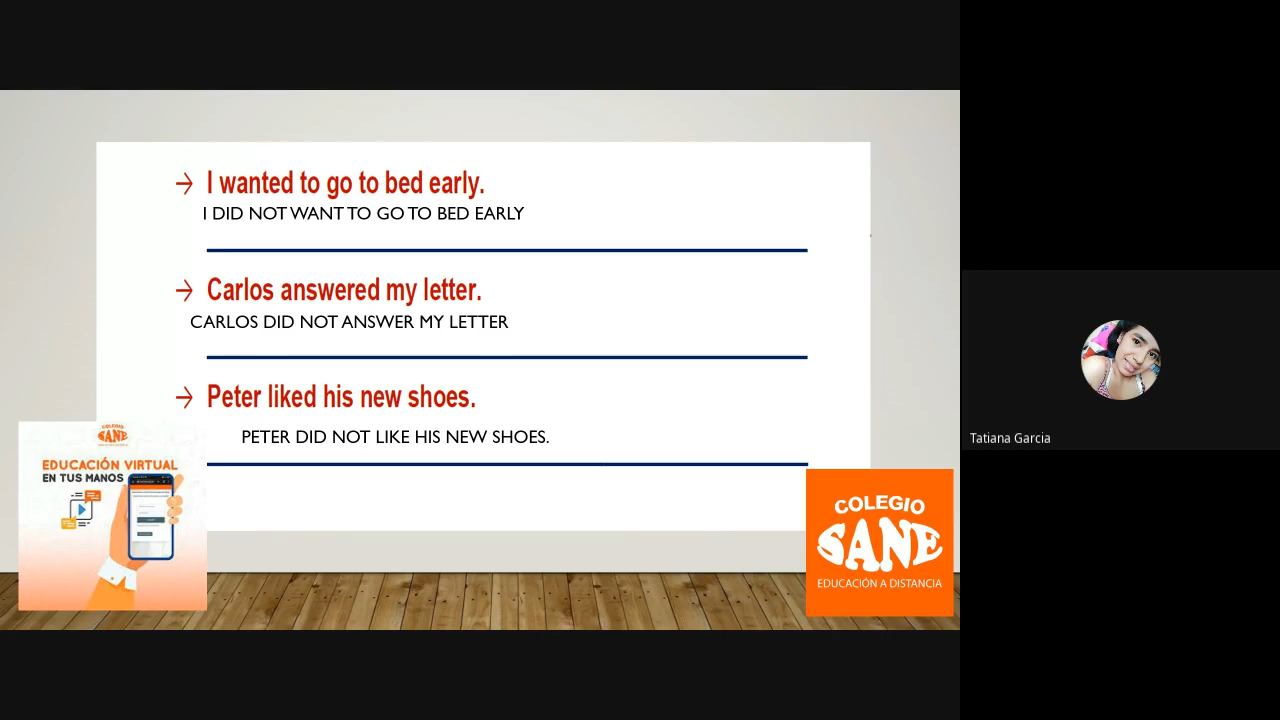 → I wanted to go to bed early.
I DID NOT WANT TO GO TO BED EARLY
→ Carlos answered my letter.
CARLOS DID NOT ANSWER MY LETTER
→ Peter liked his new shoes.
PETER DID NOT LIKE HIS NEW SHOES.
COLEGIO
SANE
EDUCACIÓN VIRTUAL
EN TUS MANOS
COLEGIO
SANE
EDUCACIÓN A DISTANCIA
Tatiana Garcia